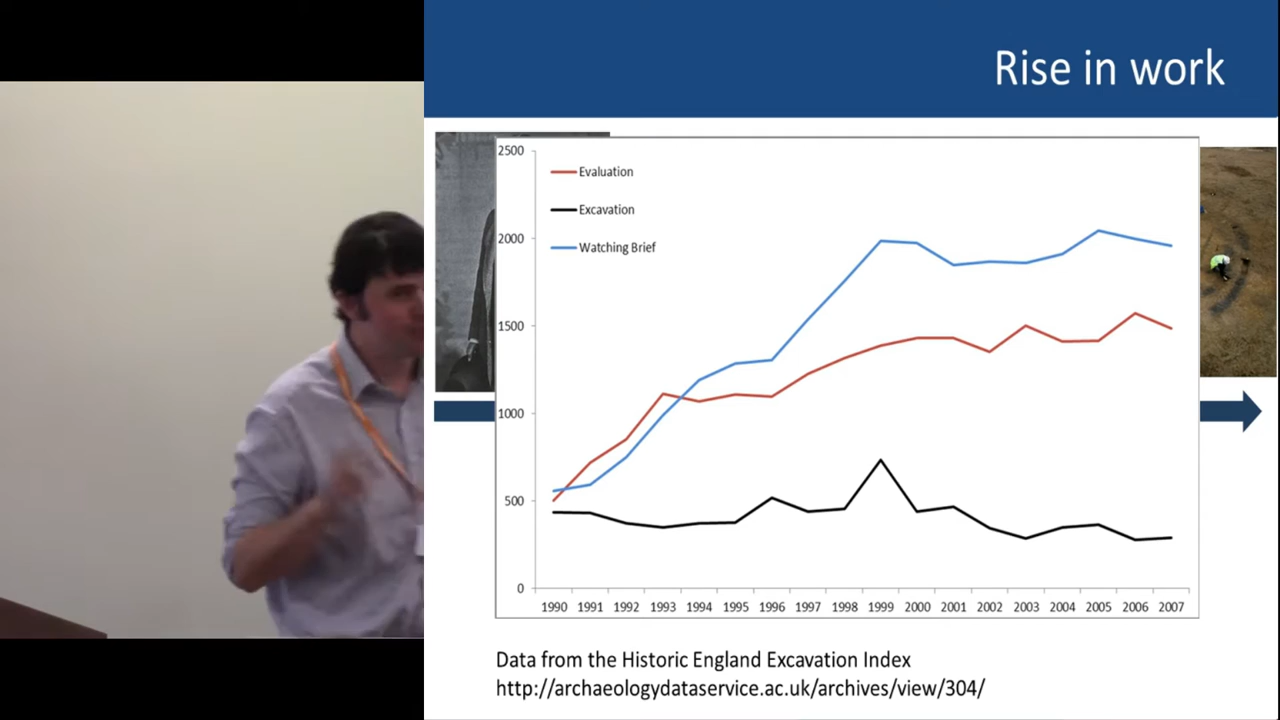 Rise in work
2500
Evaluation
Excavation
2000
Watching Brief
1500
1000
500
0
1990 1991 1992 1993 1994 1995 1996 1997 1998 1999 2000 2001 2002 2003 2004 2005 2006 2007
Data from the Historic England Excavation Index
http://archaeologydataservice.ac.uk/archives/view/304/